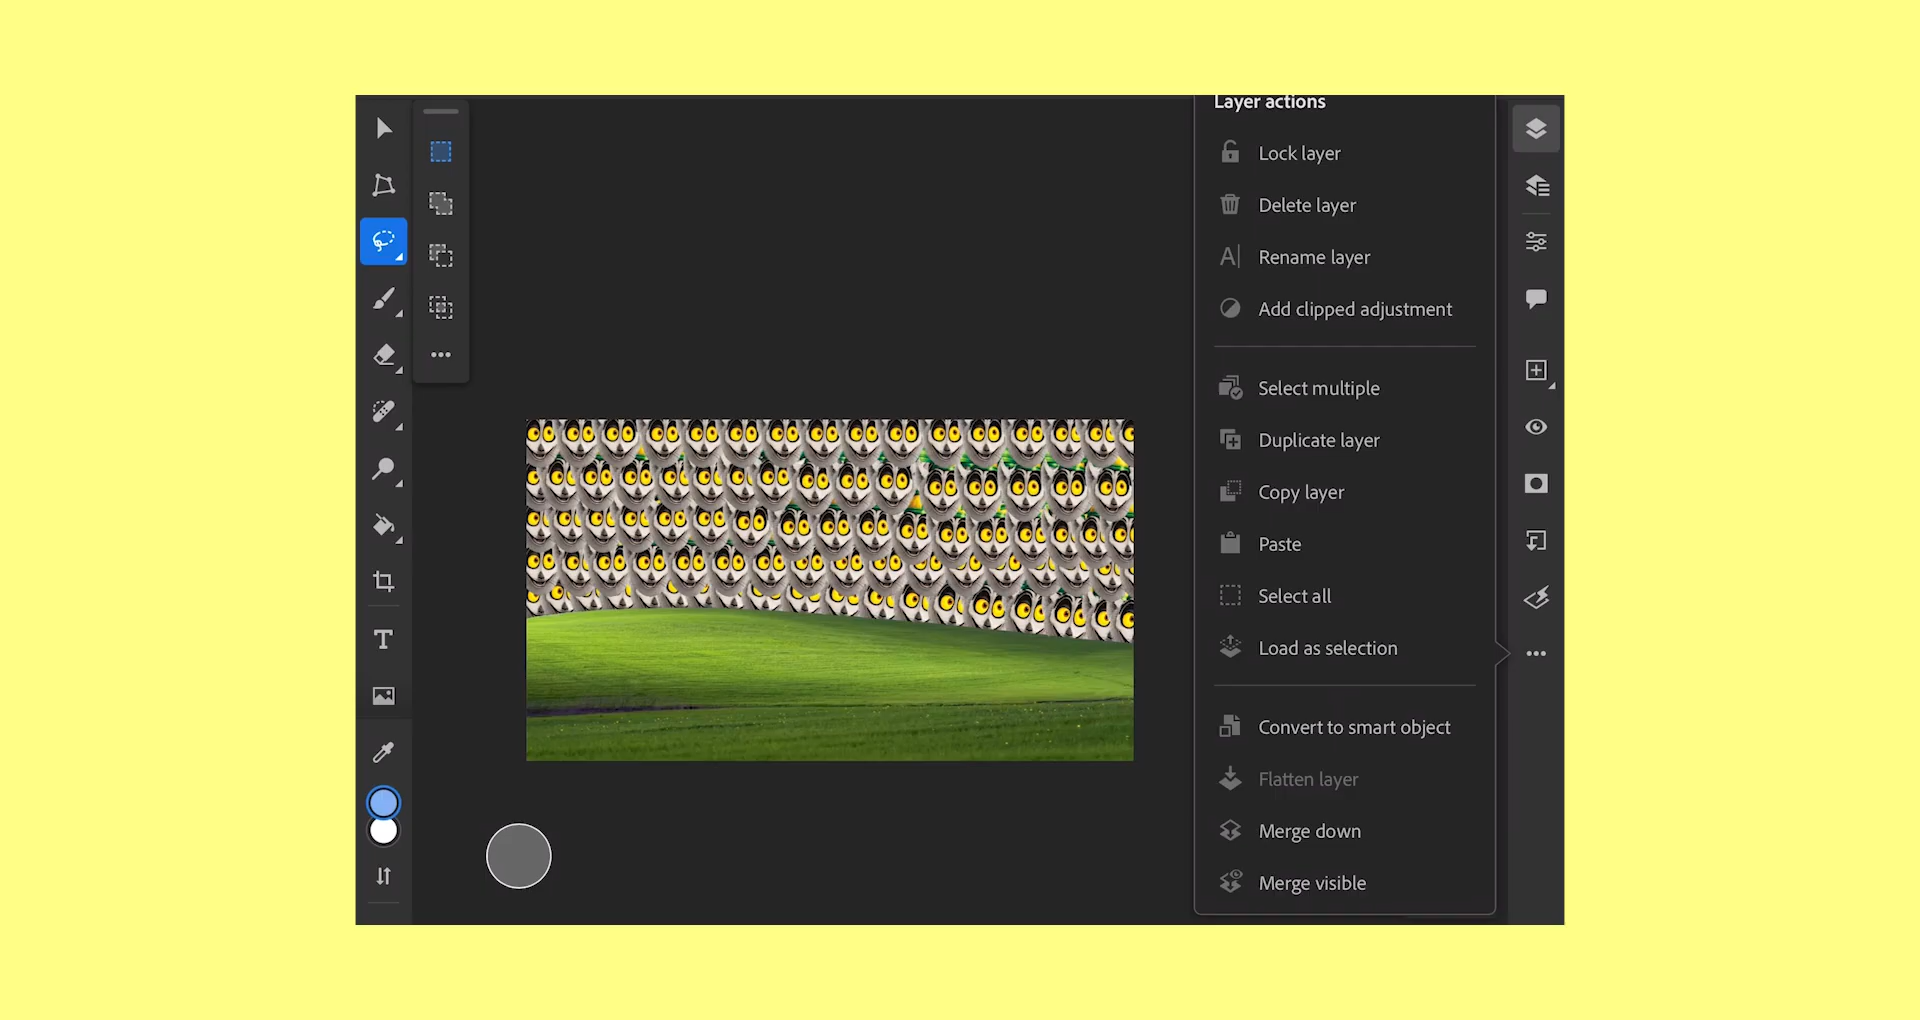 Layer actions
Lock layer
Delete layer
Rename layer
Add clipped adjustment
Select multiple
Duplicate layer
Copy layer
Paste
Select all
Load as selection
Convert to smart object
Flatten layer
Merge down
Merge visible